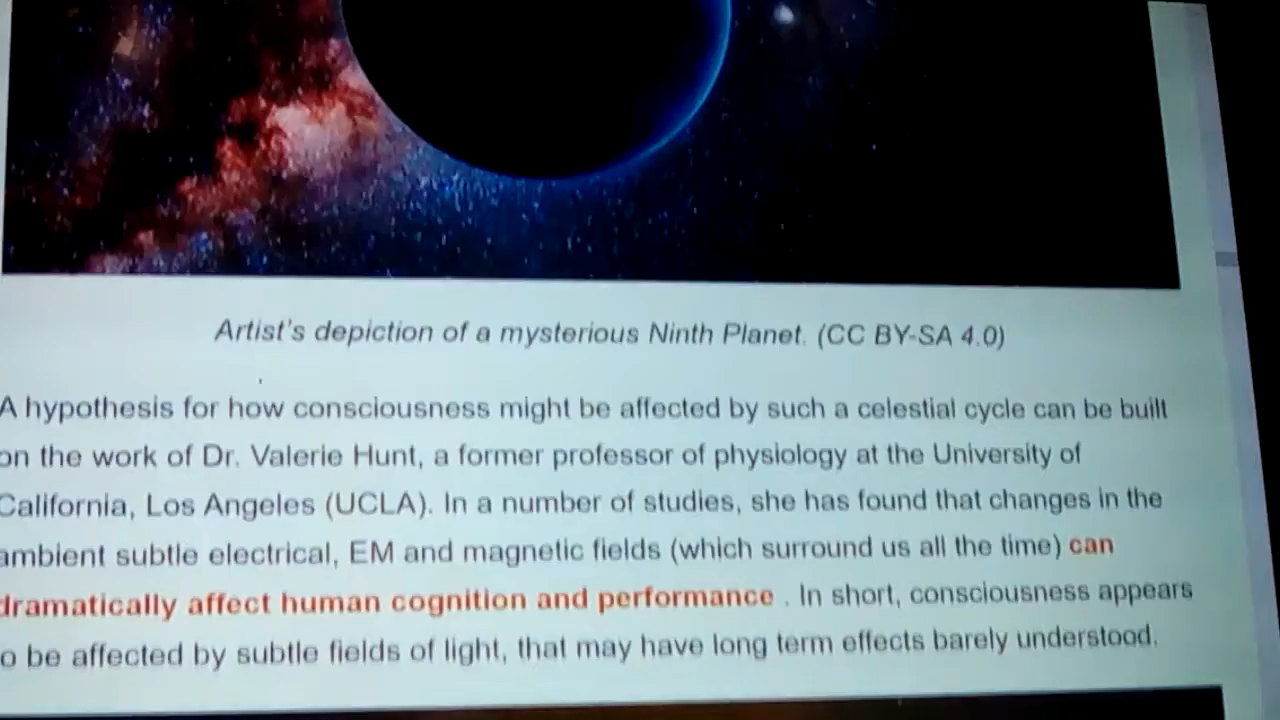 Artist's depiction of a mysterious Ninth Planet. (CC BY-SA 4.0)
A hypothesis for how consciousness might be affected by such a celestial cycle can be built
on the work of Dr. Valerie Hunt, a former professor of physiology at the University of
California, Los Angeles (UCLA). In a number of studies, she has found that changes in the
ambient subtle electrical, EM and magnetic fields (which surround us all the time) can
dramatically affect human cognition and performance . In short, consciousness appears
to be affected by subtle fields of light, that may have long term effects barely understood.